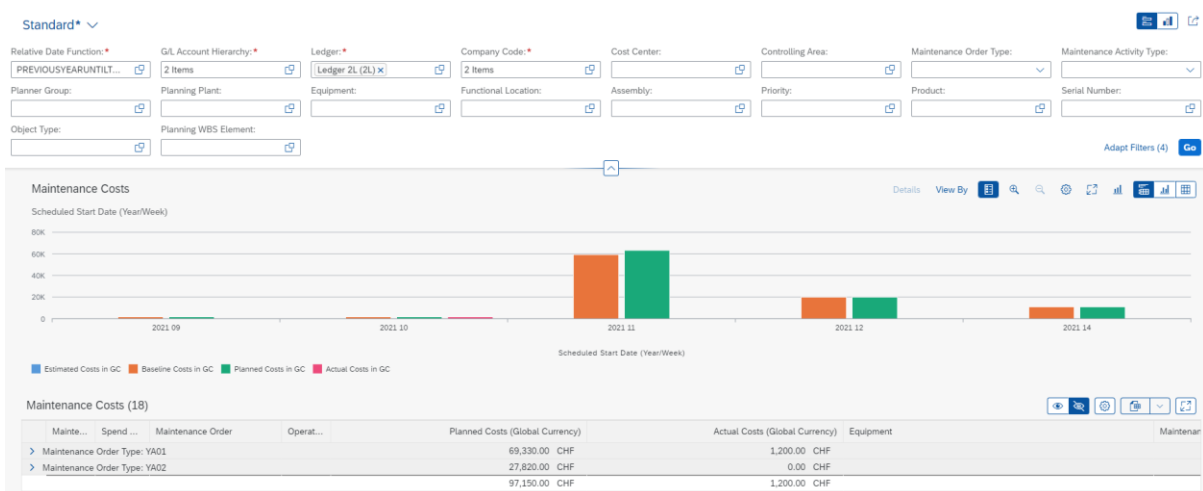 Standard*
Relative Date Function:* G/L Account Hierarchy:* Ledger:* Company Code:* Cost Center: Controlling Area: Maintenance Order Type: Maintenance Activity Type:
PREVIOUSYEARUNTILT... 2 Items Ledger 2L (2L) × 2 Items
Planner Group: Planning Plant: Equipment: Functional Location: Assembly: Priority: Product: Serial Number:
Object Type: Planning WBS Element:
Adapt Filters (4) Go
Maintenance Costs Details View By
Scheduled Start Date (Year/Week)
80K
60K
40K
20K
0
2021 09 2021 10 2021 11 2021 12 2021 14
Scheduled Start Date (Year/Week)
Estimated Costs in GC Baseline Costs in GC Planned Costs in GC Actual Costs in GC
Maintenance Costs (18)
Mainte... Spend ... Maintenance Order Operat... Planned Costs (Global Currency) Actual Costs (Global Currency) Equipment Maintenan
Maintenance Order Type: YA01 69,330.00 CHF 1,200.00 CHF
Maintenance Order Type: YA02 27,820.00 CHF 0.00 CHF
97,150.00 CHF 1,200.00 CHF